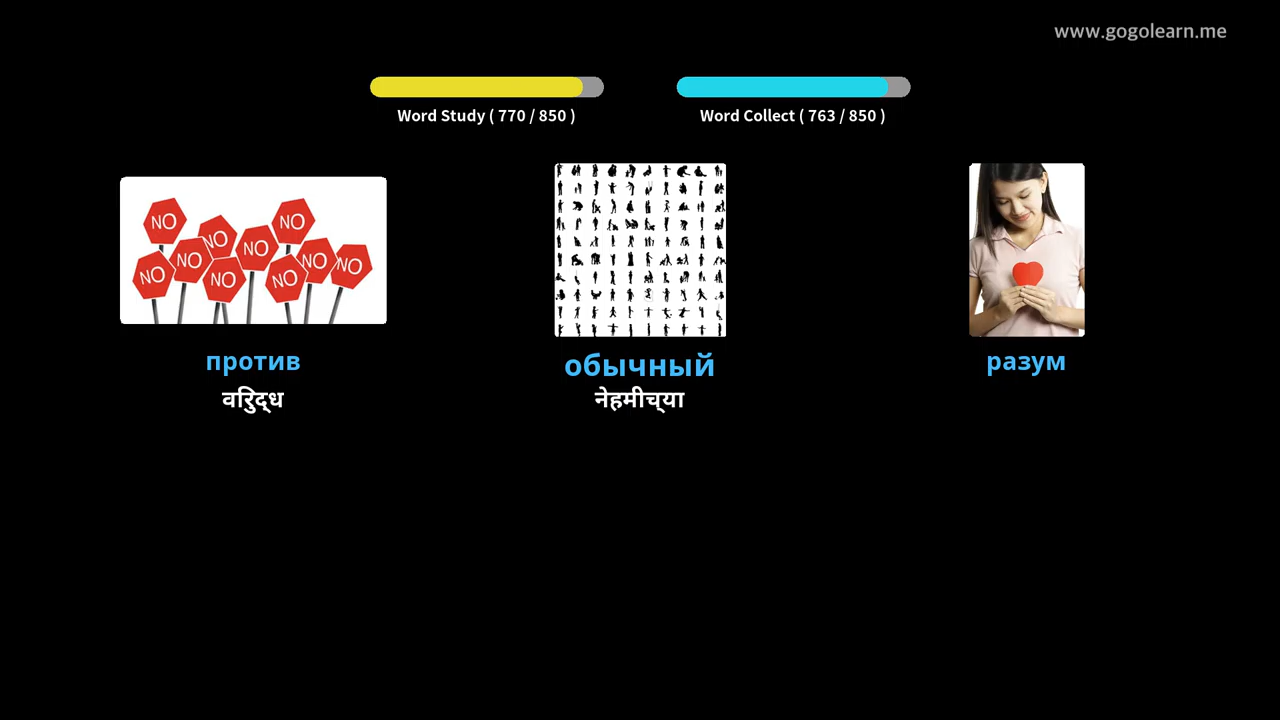 www.gogolearn.me
Word Study ( 770 / 850 )
Word Collect ( 763 / 850 )
NO NO NO NO NO NO NO NO NO NO
против
विरुद्ध
обычный
नेहमीच्या
разум